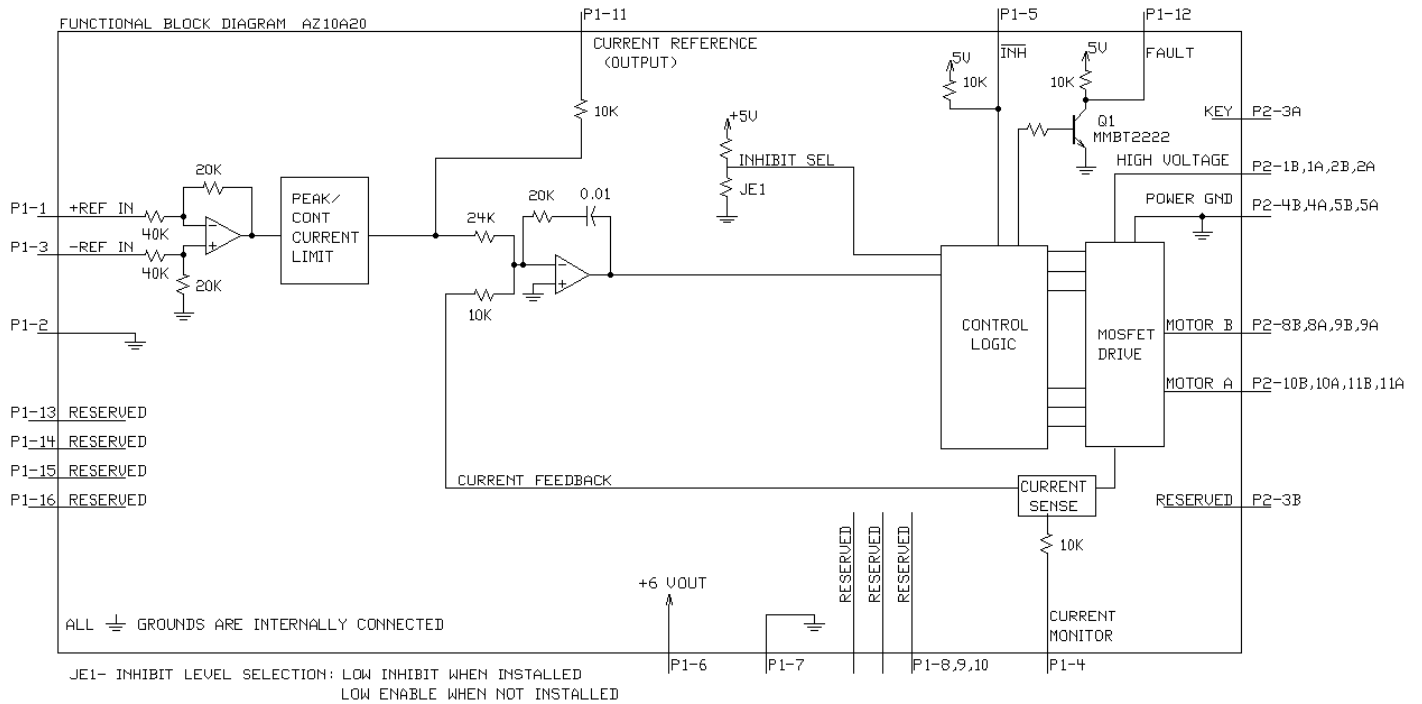 FUNCTIONAL BLOCK DIAGRAM AZ10A20
P1-11
P1-5
P1-12
CURRENT REFERENCE
(OUTPUT)
10K
5V
10K
INH
5V
10K
FAULT
Q1
MMBT2222
KEY P2-3A
+5V
INHIBIT SEL
JE1
HIGH VOLTAGE P2-1B,1A,2B,2A
POWER GND P2-4B,4A,5B,5A
20K
P1-1 +REF IN
40K
P1-3 -REF IN
40K
20K
-
+
PEAK/
CONT
CURRENT
LIMIT
24K
20K
0.01
10K
-
+
P1-2
CONTROL
LOGIC
MOSFET
DRIVE
MOTOR B P2-8B,8A,9B,9A
MOTOR A P2-10B,10A,11B,11A
P1-13 RESERVED
P1-14 RESERVED
P1-15 RESERVED
P1-16 RESERVED
CURRENT FEEDBACK
CURRENT
SENSE
RESERVED P2-3B
10K
RESERVED
RESERVED
RESERVED
+6 VOUT
ALL GROUNDS ARE INTERNALLY CONNECTED
CURRENT
MONITOR
P1-6
P1-7
P1-8,9,10
P1-4
JE1- INHIBIT LEVEL SELECTION: LOW INHIBIT WHEN INSTALLED
LOW ENABLE WHEN NOT INSTALLED